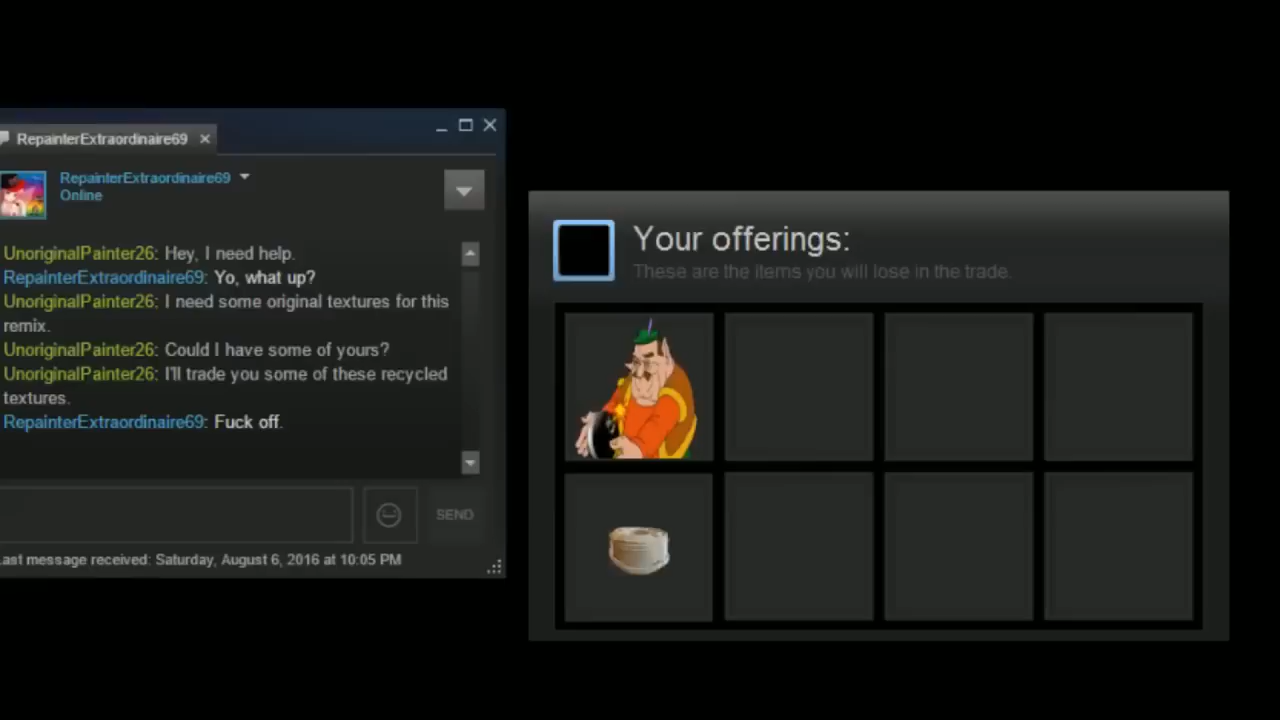 RepainterExtraordinaire69
RepainterExtraordinaire69
Online
UnoriginalPainter26: Hey, I need help.
RepainterExtraordinaire69: Yo, what up?
UnoriginalPainter26: I need some original textures for this
remix.
UnoriginalPainter26: Could I have some of yours?
UnoriginalPainter26: I'll trade you some of these recycled
textures.
RepainterExtraordinaire69: Fuck off.
SEND
ast message received: Saturday, August 6, 2016 at 10:05 PM
Your offerings:
These are the items you will lose in the trade.